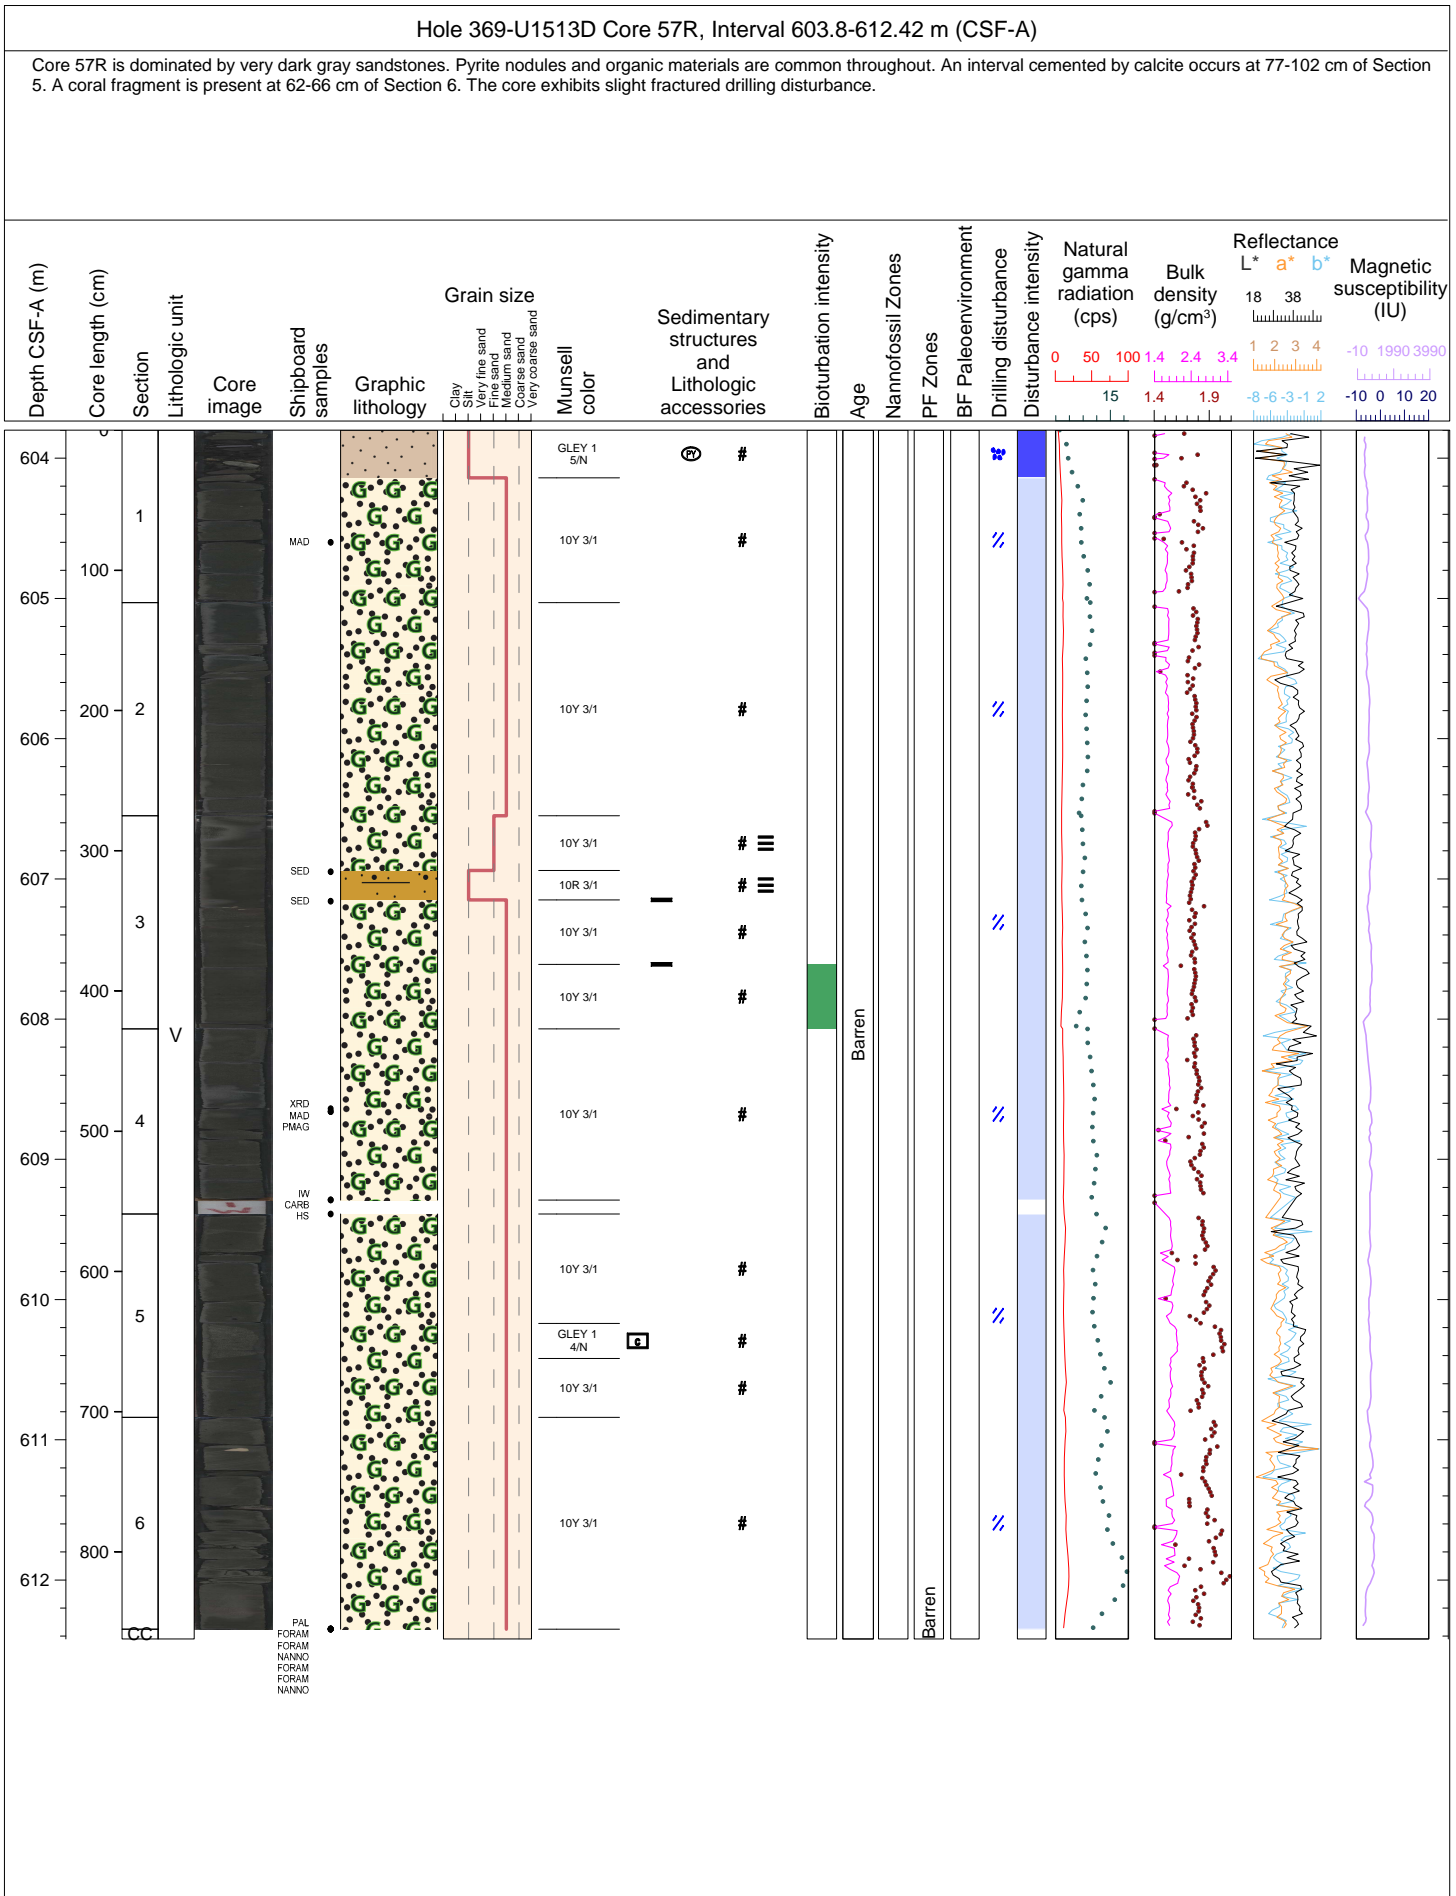 Hole 369-U1513D Core 57R, Interval 603.8-612.42 m (CSF-A)
Core 57R is dominated by very dark gray sandstones. Pyrite nodules and organic materials are common throughout. An interval cemented by calcite occurs at 77-102 cm of Section
5. A coral fragment is present at 62-66 cm of Section 6. The core exhibits slight fractured drilling disturbance.
Depth CSF-A (m)
Core length (cm)
Section
Lithologic unit
Core
image
Shipboard
samples
Graphic
lithology
Grain size
Clay
Silt
Very fine sand
Fine sand
Medium sand
Coarse sand
Very coarse sand
Munsell
color
Sedimentary
structures
and
Lithologic
accessories
Bioturbation intensity
Age
Nannofossil Zones
PF Zones
BF Paleoenvironment
Drilling disturbance
Disturbance intensity
Natural
gamma
radiation
(cps)
0 50 100
15
Bulk
density
(g/cm³)
1.4 2.4 3.4
1.4 1.9
Reflectance
L* a* b*
18 38
1 2 3 4
-8 -6 -3 -1 2
Magnetic
susceptibility
(IU)
-10 1990 3990
-10 0 10 20
604
605
606
607
608
609
610
611
612
0
100
200
300
400
500
600
700
800
1
2
3
4
5
6
CC
V
MAD
SED
SED
XRD
MAD
PMAG
IW
CARB
HS
PAL
FORAM
FORAM
NANNO
FORAM
FORAM
NANNO
GLEY 1
5/N
10Y 3/1
10Y 3/1
10Y 3/1
10R 3/1
10Y 3/1
10Y 3/1
10Y 3/1
10Y 3/1
GLEY 1
4/N
10Y 3/1
10Y 3/1
PY
C
Barren
Barren